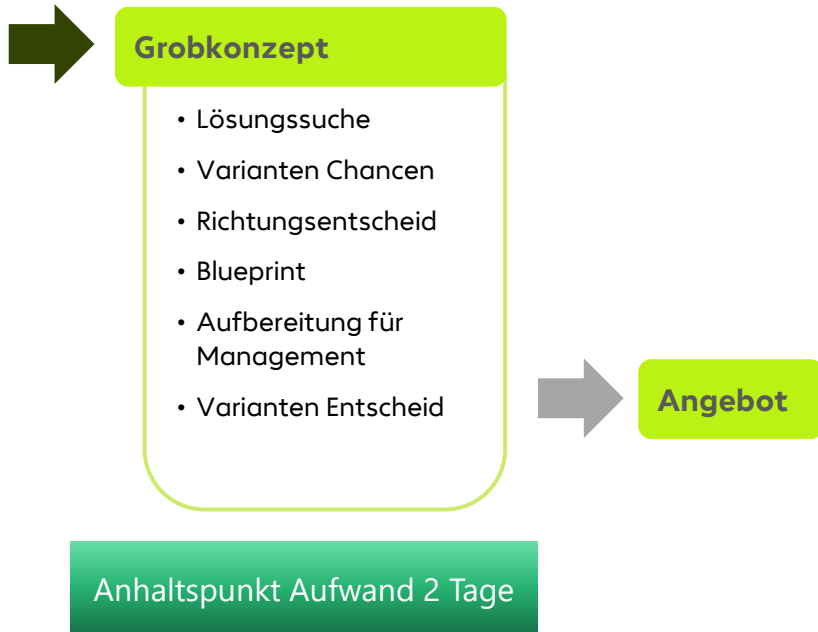 Grobkonzept
• Lösungssuche
• Varianten Chancen
• Richtungsentscheid
• Blueprint
• Aufbereitung für
Management
• Varianten Entscheid
Angebot
Anhaltspunkt Aufwand 2 Tage